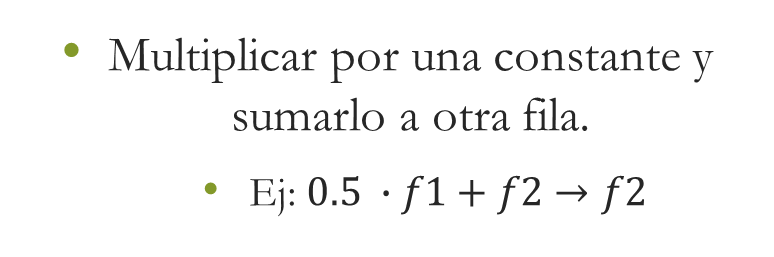 • Multiplicar por una constante y
sumarlo a otra fila.
• Ej: 0.5 · f1 + f2 → f2